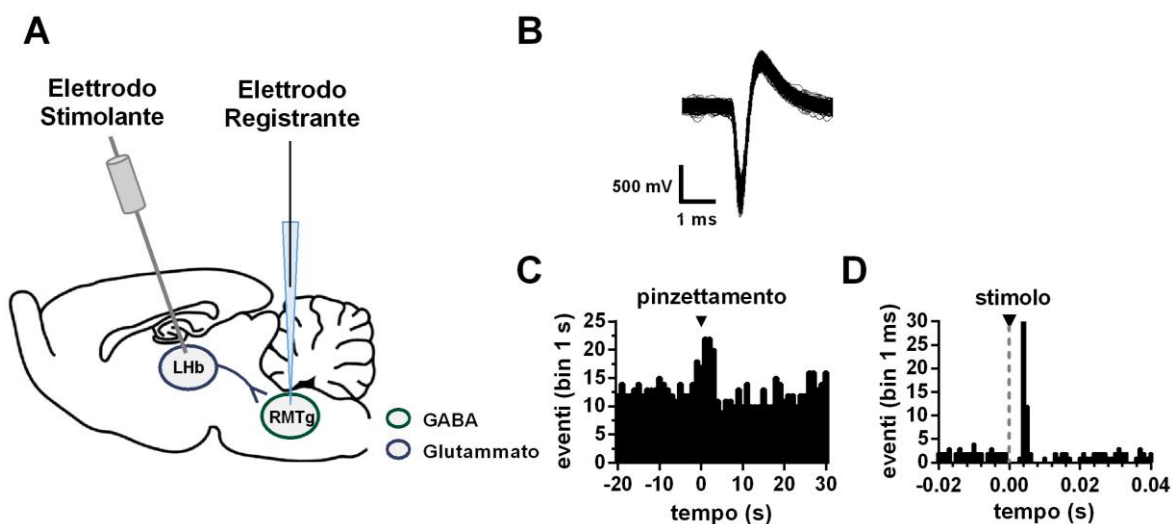 A
Elettrodo
Stimolante
Elettrodo
Registrante
LHb
RMTg
GABA
Glutammato
B
500 mV
1 ms
C
pinzettamento
eventi (bin 1 s)
25
20
15
10
5
0
-20 -10 0 10 20 30
tempo (s)
D
stimolo
eventi (bin 1 ms)
30
25
20
15
10
5
0
-0.02 0.00 0.02 0.04
tempo (s)